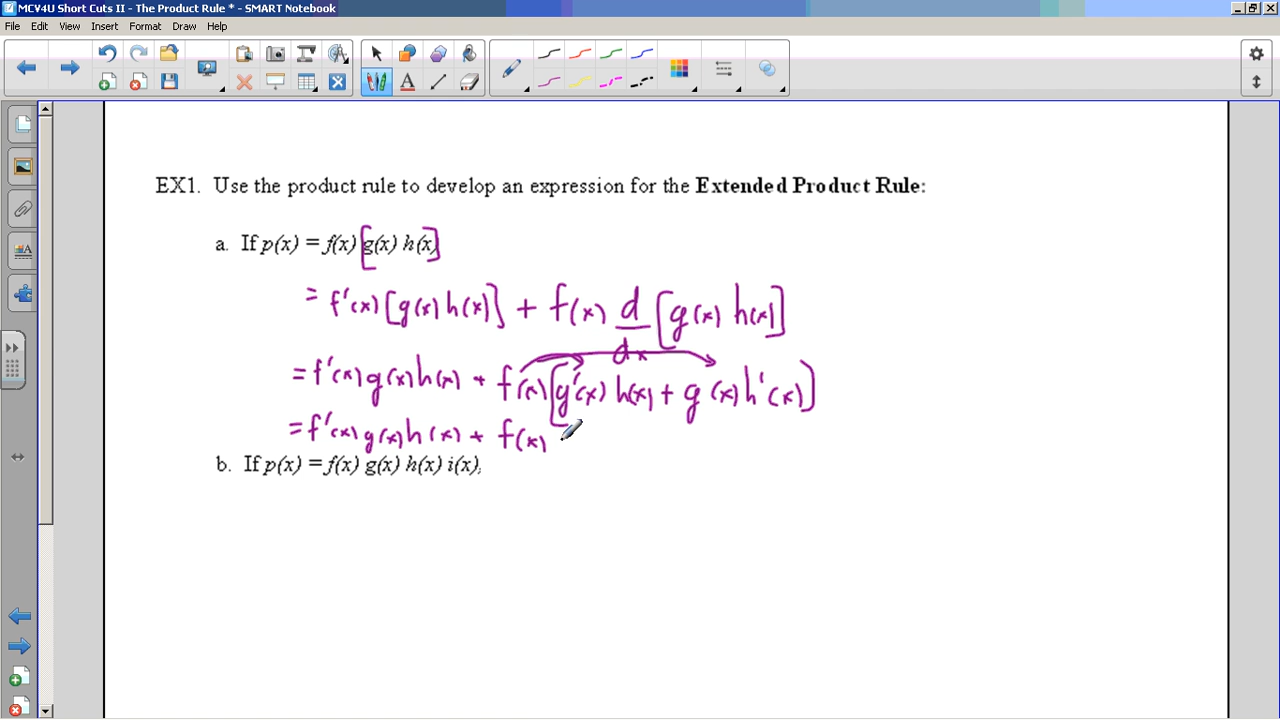 MCV4U Short Cuts II - The Product Rule * - SMART Notebook
File Edit View Insert Format Draw Help
EX1. Use the product rule to develop an expression for the Extended Product Rule:
a. If p(x) = f(x) [g(x) h(x)]
= f'(x) [g(x) h(x)] + f(x) d/dx [g(x) h(x)]
= f'(x) g(x) h(x) + f(x) [g'(x) h(x) + g(x) h'(x)]
= f'(x) g(x) h(x) + f(x)
b. If p(x) = f(x) g(x) h(x) i(x),